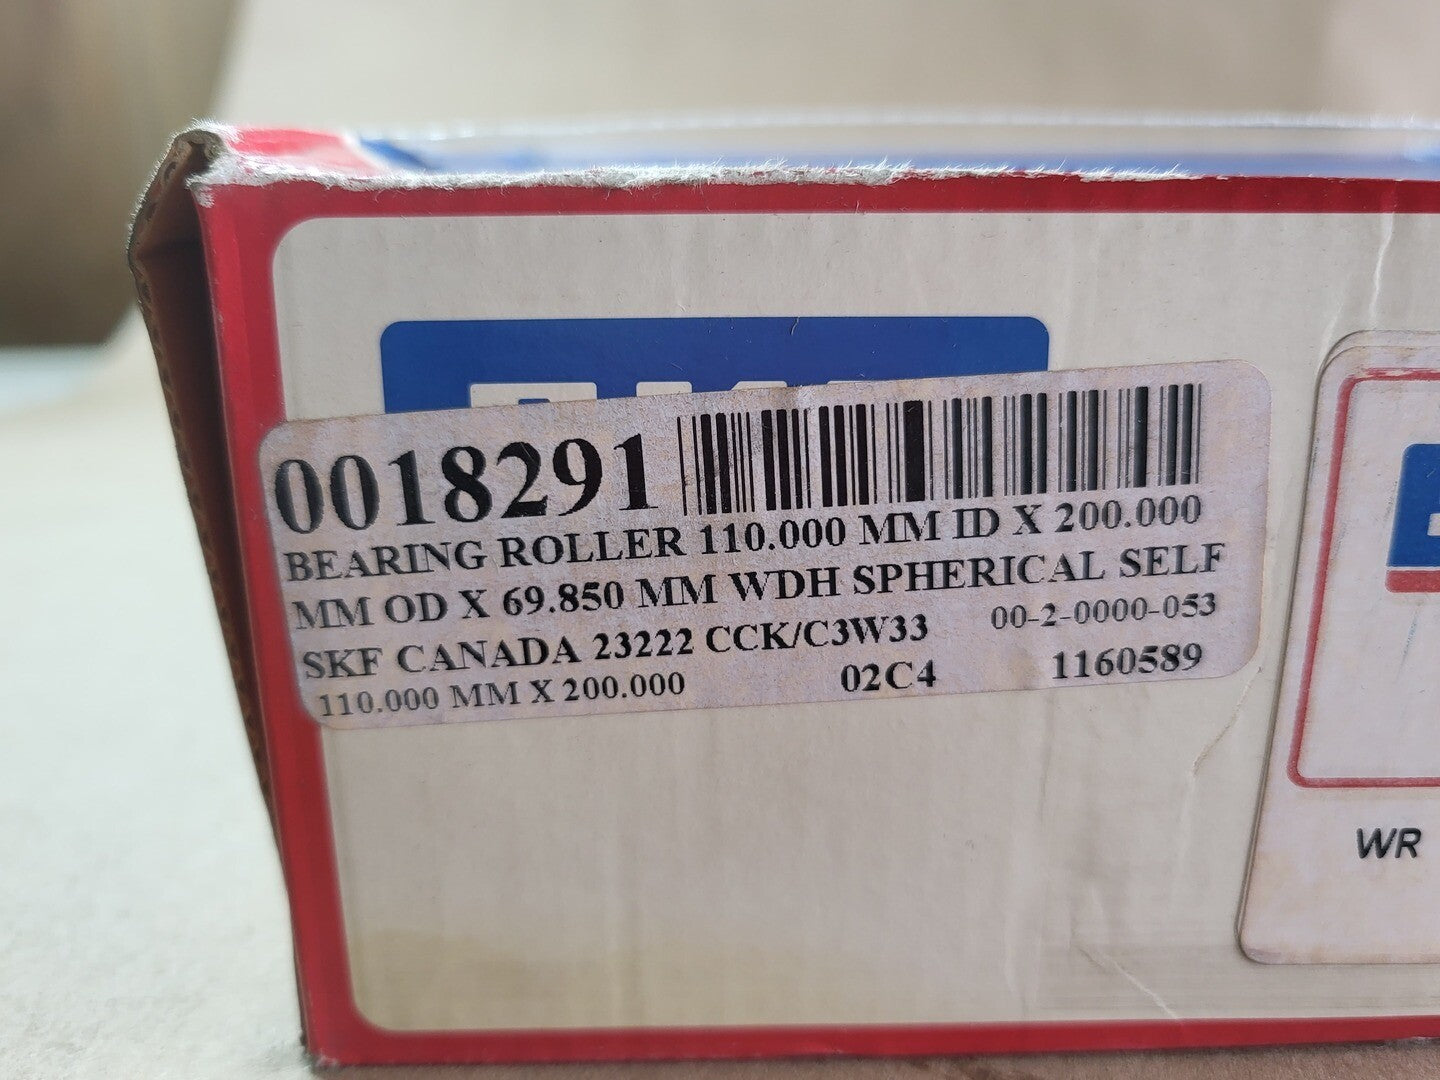 0018291
BEARING ROLLER 110.000 MM ID X 200.000
MM OD X 69.850 MM WDH SPHERICAL SELF
SKF CANADA 23222 CCK/C3W33 00-2-0000-053
110.000 MM X 200.000 02C4 1160589
WR